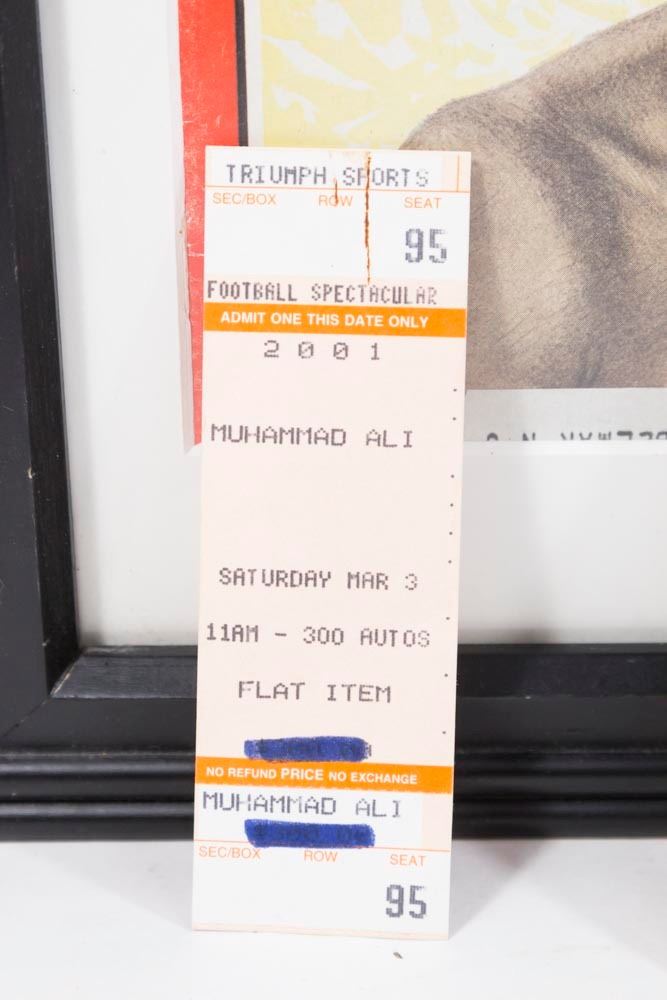 TRIUMPH SPORTS
SEC/BOX ROW SEAT
95
FOOTBALL SPECTACULAR
ADMIT ONE THIS DATE ONLY
2001
MUHAMMAD ALI
SATURDAY MAR 3
11AM - 300 AUTOS
FLAT ITEM
NO REFUND PRICE NO EXCHANGE
MUHAMMAD ALI
SEC/BOX ROW SEAT
95